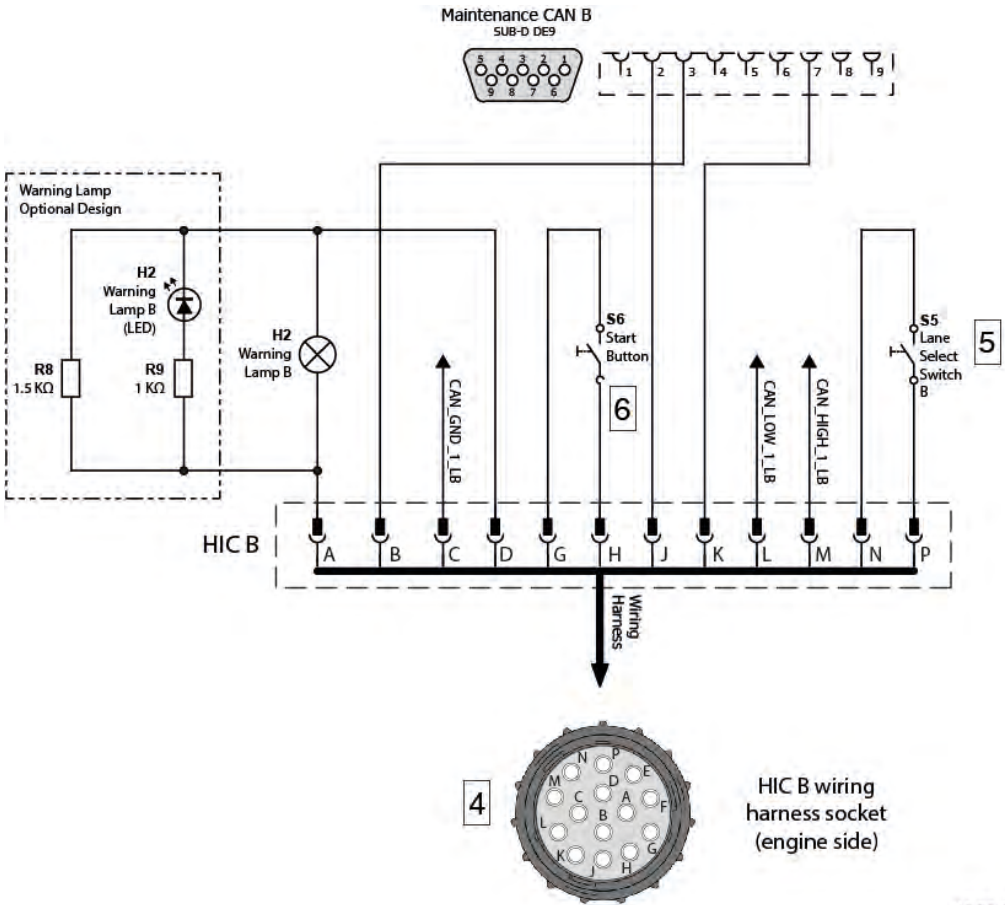 Maintenance CAN B
SUB-D DE9
5 4 3 2 1
9 8 7 6
1 2 3 4 5 6 7 8 9
Warning Lamp
Optional Design
H2
Warning
Lamp B
(LED)
R8
1.5 KΩ
R9
1 KΩ
H2
Warning
Lamp B
CAN_GND_1_LB
S6
Start
Button
6
CAN_LOW_1_LB
CAN_HIGH_1_LB
S5
Lane
Select
Switch
B
5
HIC B
A B C D G H J K L M N P
Wiring
Harness
4
N P E
M D
C A F
B
L G
K J H
HIC B wiring
harness socket
(engine side)